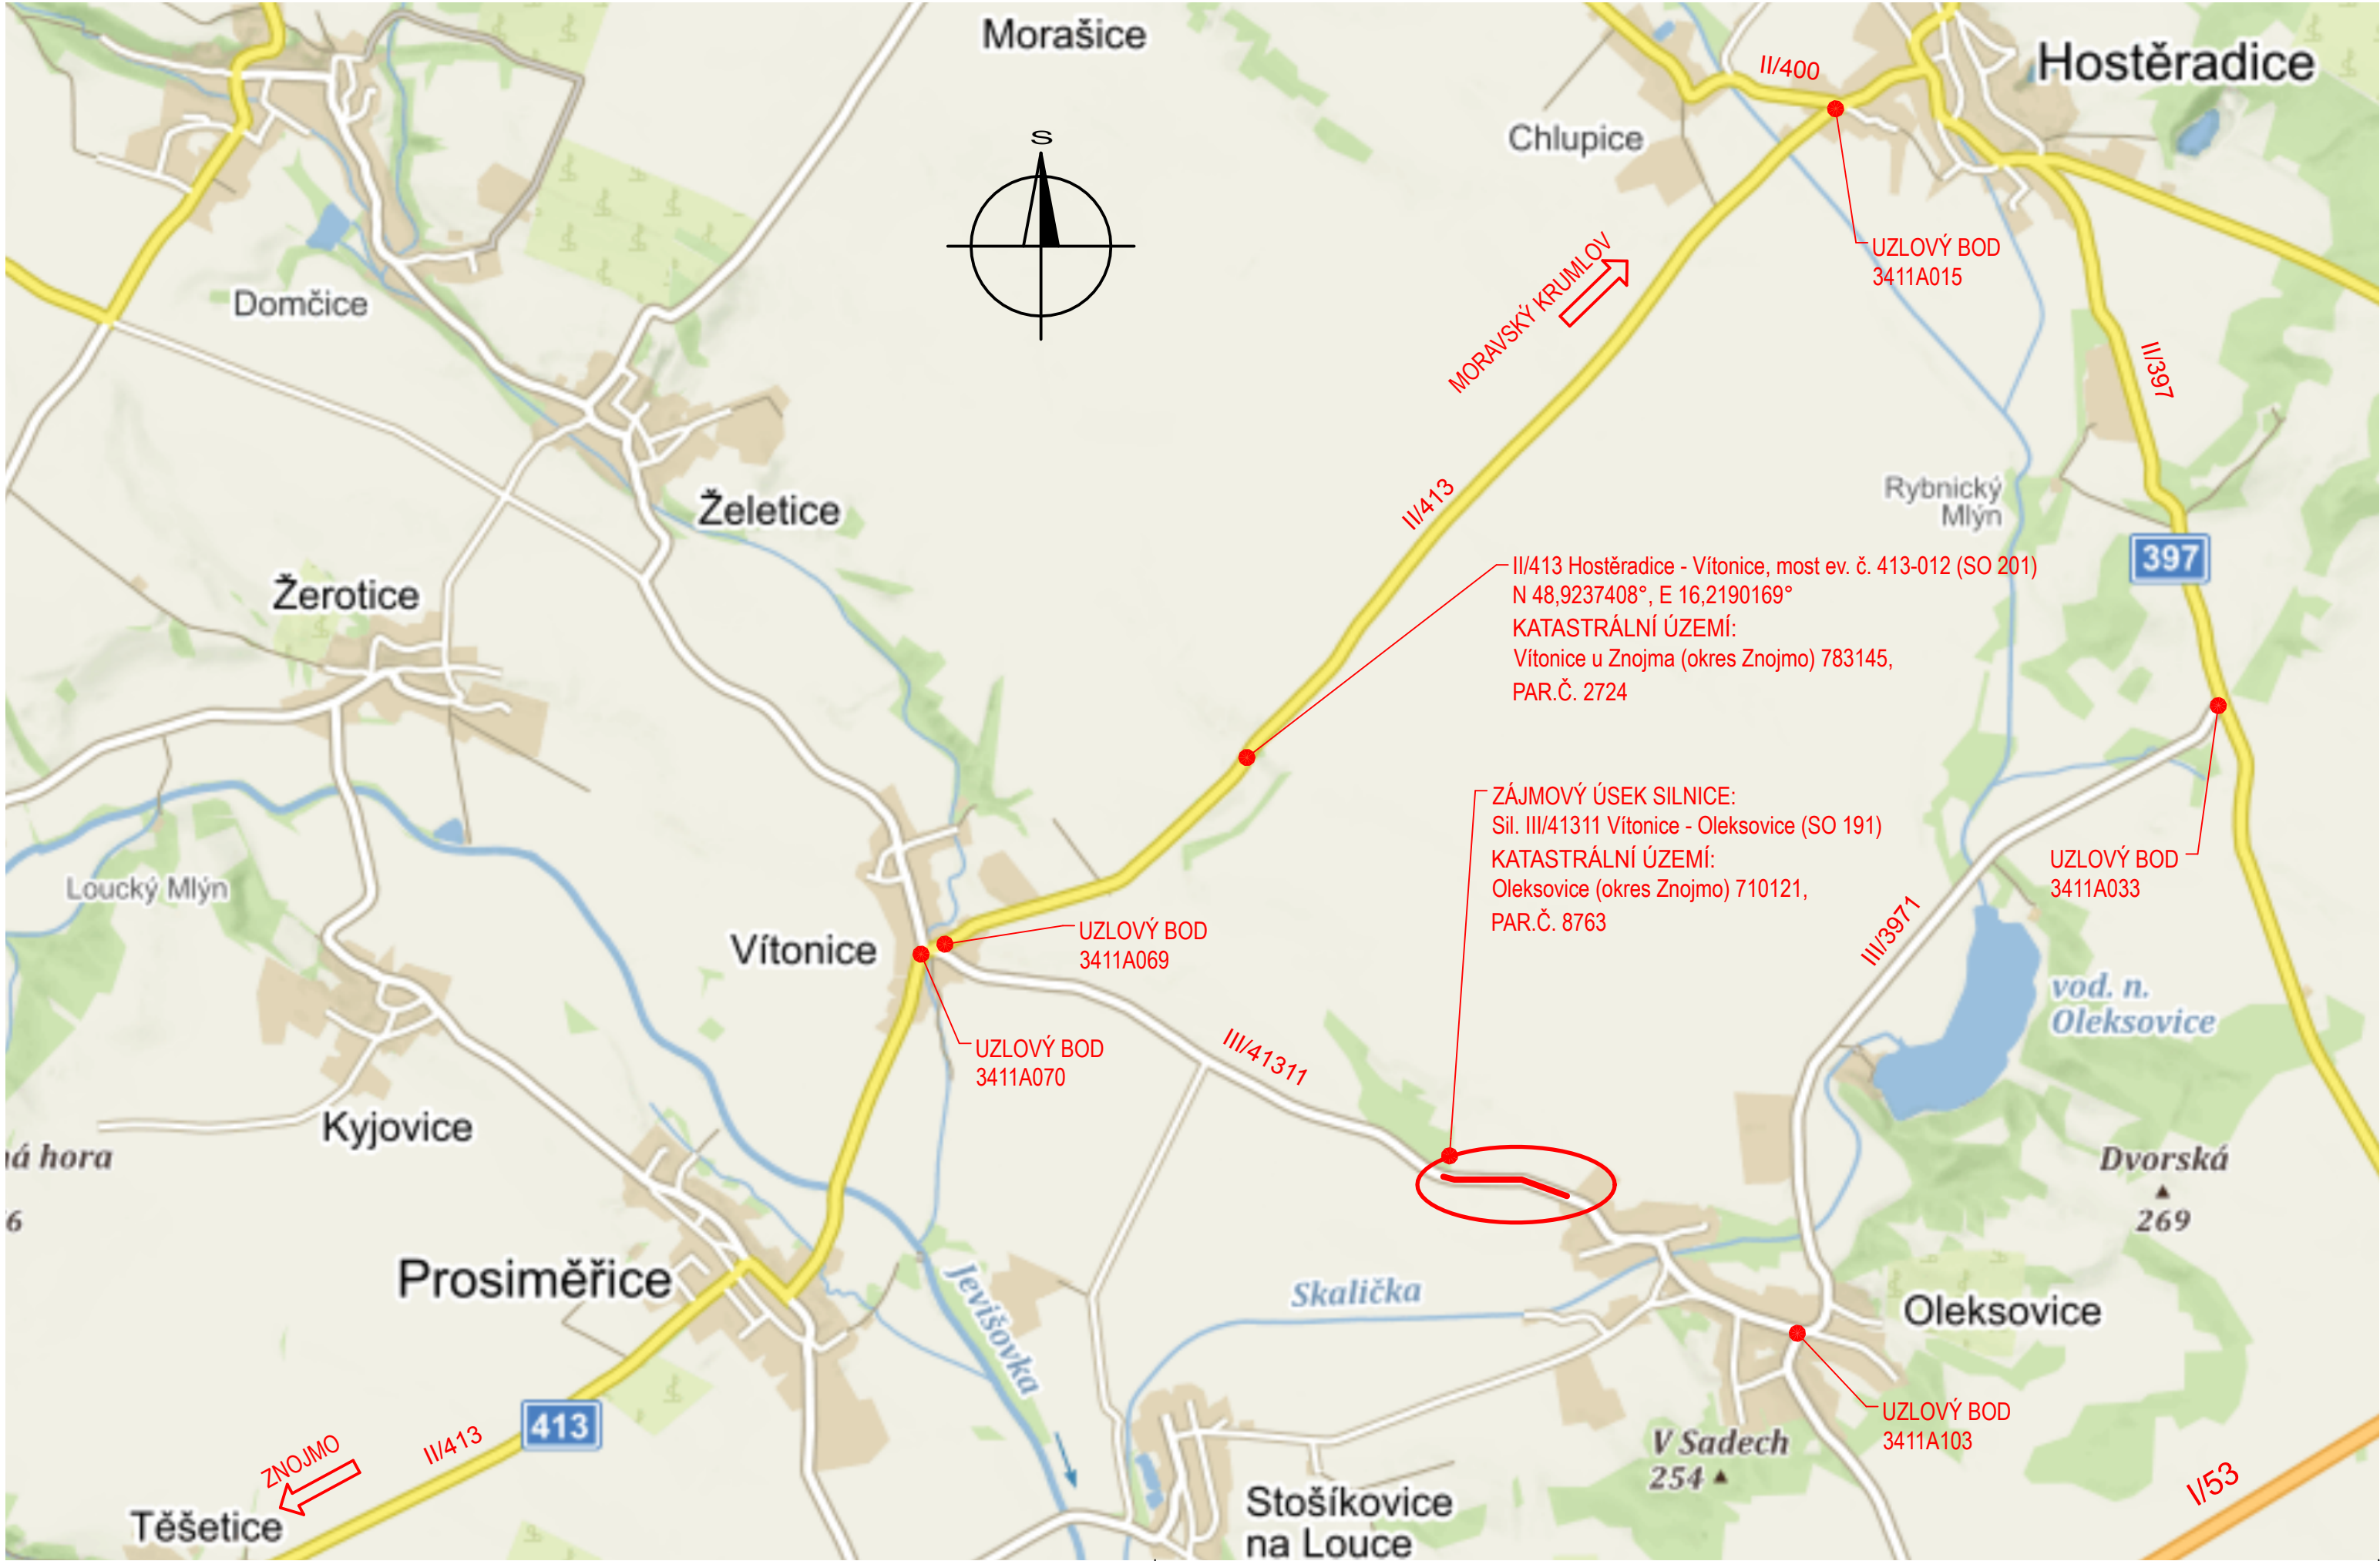 Morašice
II/400
Hostěradice
Chlupice
S
UZLOVÝ BOD
3411A015
MORAVSKÝ KRUMLOV
Domčice
II/397
Želetice
II/413
Rybnický
Mlýn
397
II/413 Hostěradice - Vítonice, most ev. č. 413-012 (SO 201)
N 48,9237408°, E 16,2190169°
KATASTRÁLNÍ ÚZEMÍ:
Vítonice u Znojma (okres Znojmo) 783145,
PAR.Č. 2724
Žerotice
ZÁJMOVÝ ÚSEK SILNICE:
Sil. III/41311 Vítonice - Oleksovice (SO 191)
KATASTRÁLNÍ ÚZEMÍ:
Oleksovice (okres Znojmo) 710121,
PAR.Č. 8763
UZLOVÝ BOD
3411A033
Loucký Mlýn
III/3971
Vítonice
UZLOVÝ BOD
3411A069
vod. n.
Oleksovice
UZLOVÝ BOD
3411A070
III/41311
Kyjovice
á hora
6
Dvorská
269
Prosiměřice
Jevišovka
Skalička
Oleksovice
UZLOVÝ BOD
3411A103
413
II/413
ZNOJMO
V Sadech
254
I/53
Těšetice
Stošíkovice
na Louce